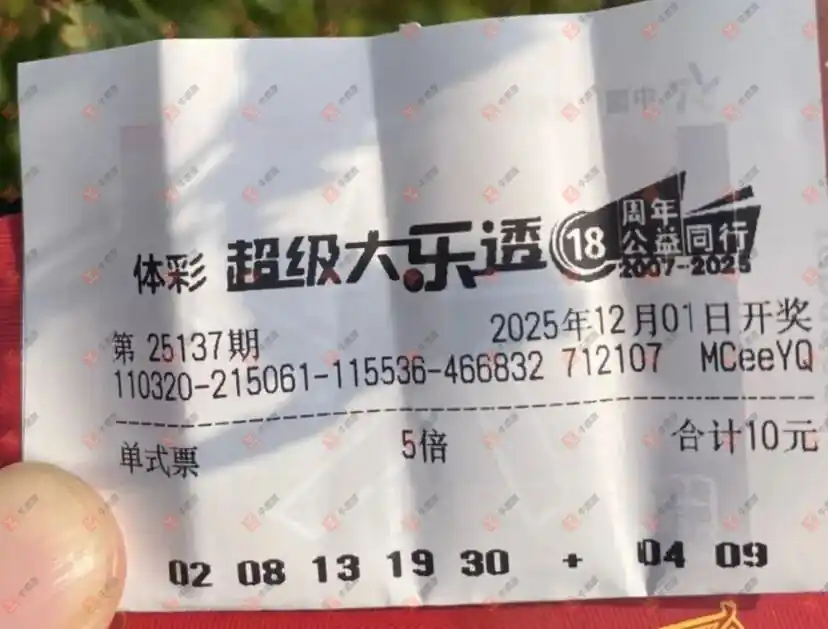 中国
体彩 超级大乐透 18 周年
公益同行
2007-2025
第 25137期 2025年12月01日开奖
110320-215061-115536-466832 712107 MCeeYQ
单式票 5倍 合计10元
02 08 13 19 30 + 04 09